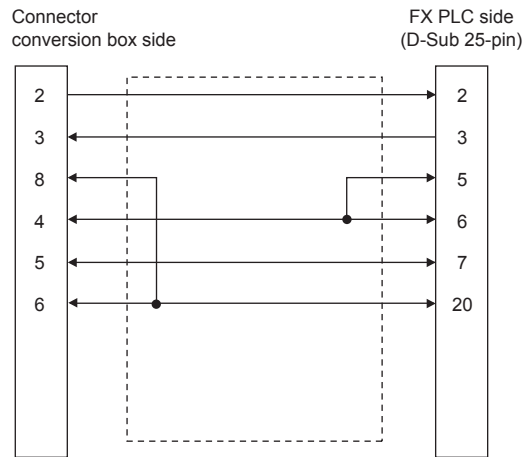 Connector
conversion box side
FX PLC side
(D-Sub 25-pin)
2 2
3 3
8 5
4 6
5 7
6 20